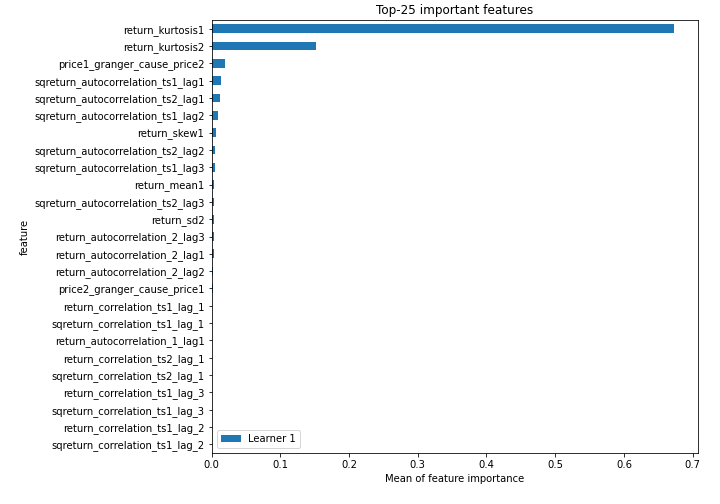 Top-25 important features
return_kurtosis1
return_kurtosis2
price1_granger_cause_price2
sqreturn_autocorrelation_ts1_lag1
sqreturn_autocorrelation_ts2_lag1
sqreturn_autocorrelation_ts1_lag2
return_skew1
sqreturn_autocorrelation_ts2_lag2
sqreturn_autocorrelation_ts1_lag3
return_mean1
sqreturn_autocorrelation_ts2_lag3
return_sd2
return_autocorrelation_2_lag3
return_autocorrelation_2_lag1
return_autocorrelation_2_lag2
price2_granger_cause_price1
return_correlation_ts1_lag_1
sqreturn_correlation_ts1_lag_1
return_autocorrelation_1_lag1
return_correlation_ts2_lag_1
sqreturn_correlation_ts2_lag_1
return_correlation_ts1_lag_3
sqreturn_correlation_ts1_lag_3
return_correlation_ts1_lag_2
sqreturn_correlation_ts1_lag_2
feature
Learner 1
0.0 0.1 0.2 0.3 0.4 0.5 0.6 0.7
Mean of feature importance